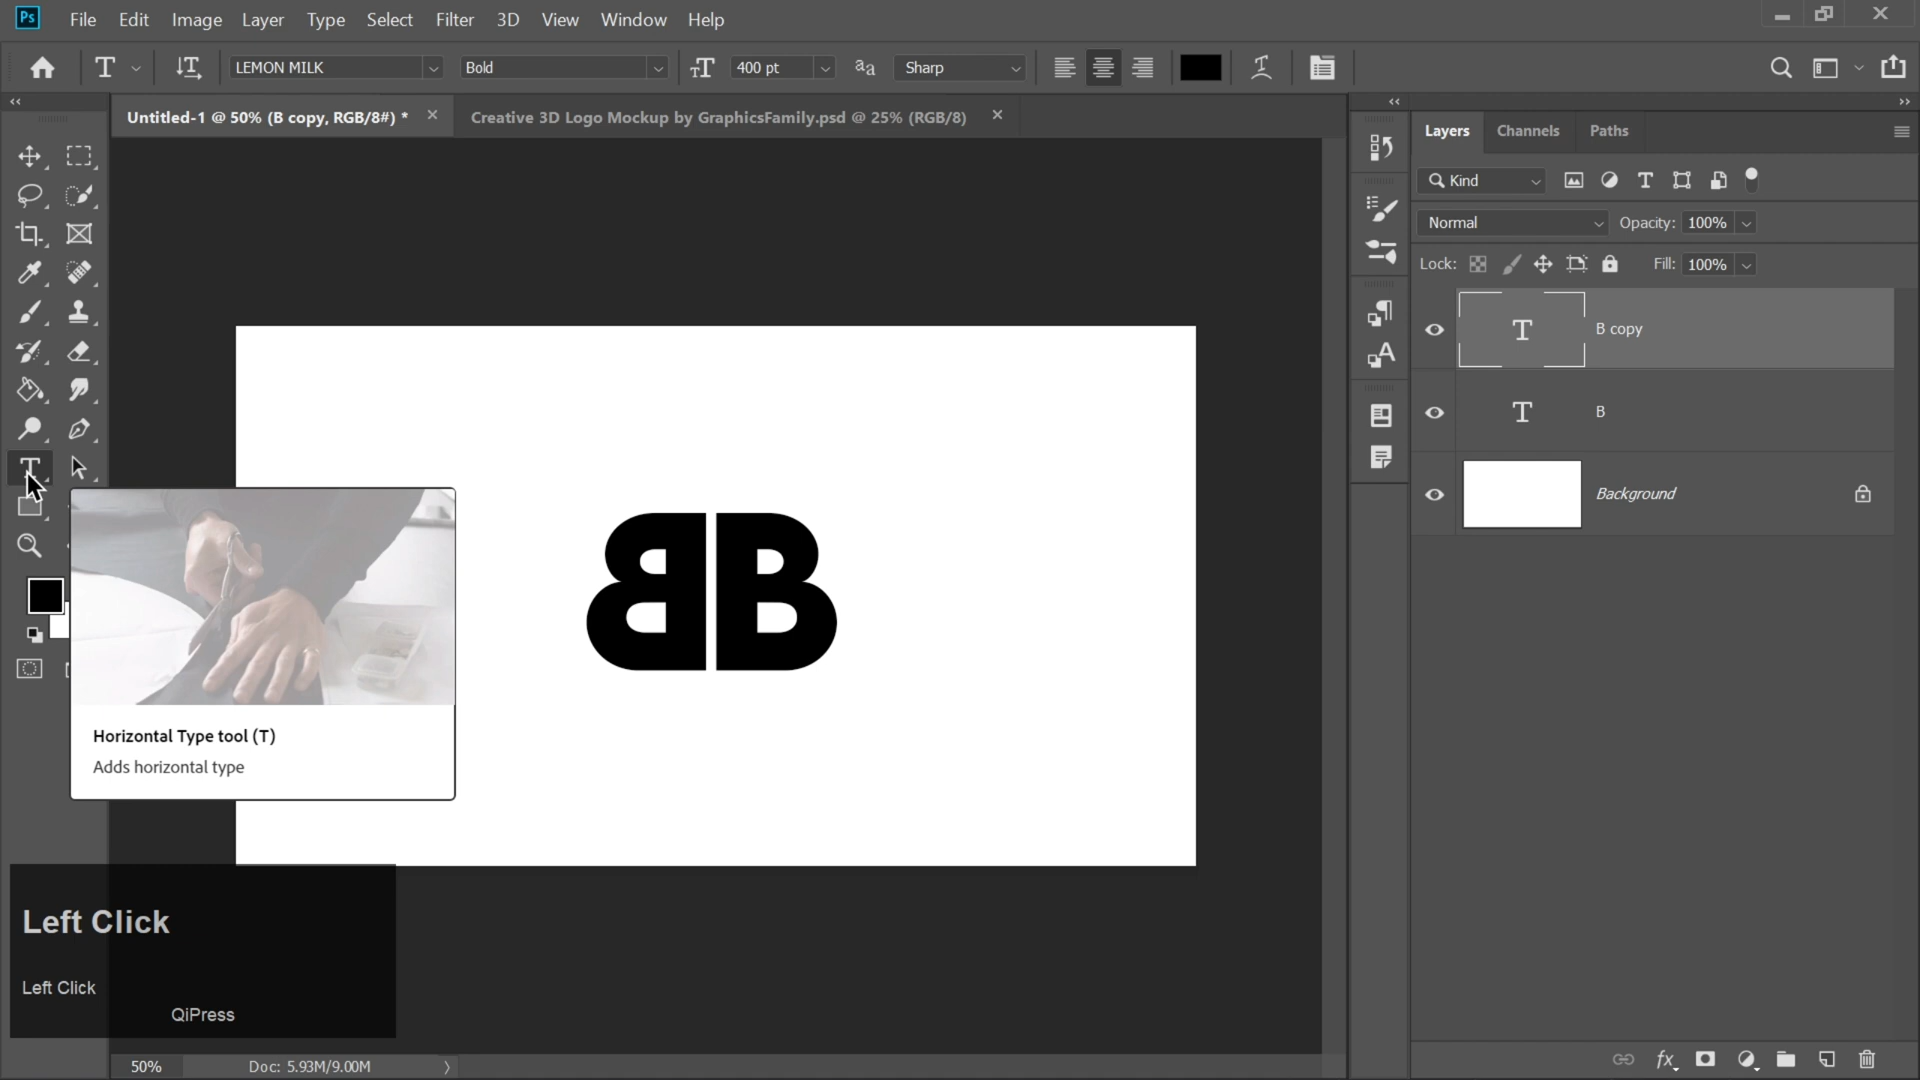 Ps File Edit Image Layer Type Select Filter 3D View Window Help
T LEMON MILK Bold 400 pt aa Sharp
Untitled-1 @ 50% (B copy, RGB/8#) * Creative 3D Logo Mockup by GraphicsFamily.psd @ 25% (RGB/8)
Layers Channels Paths
Kind
Normal Opacity: 100%
Lock: Fill: 100%
B copy
B
Background
BB
Horizontal Type tool (T)
Adds horizontal type
Left Click
Left Click
QiPress
50% Doc: 5.93M/9.00M
fx